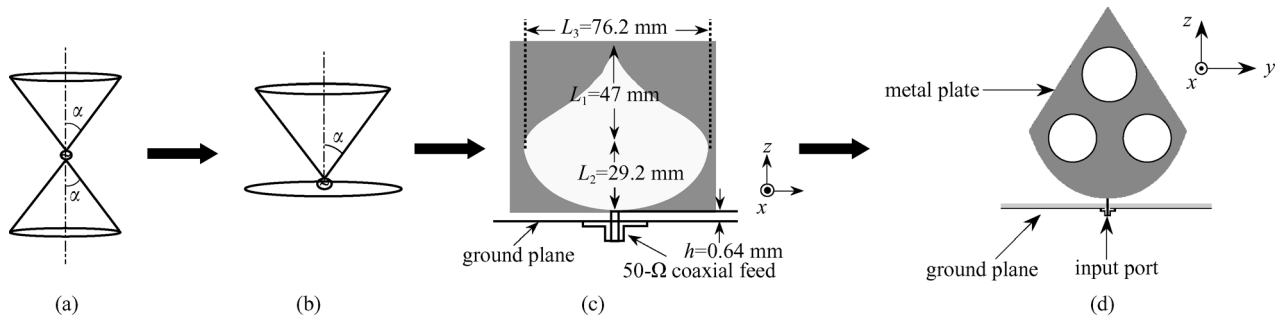 α
α
(a)
α
(b)
L₃=76.2 mm
L₁=47 mm
L₂=29.2 mm
z
x
h=0.64 mm
ground plane
50-Ω coaxial feed
(c)
z
y
x
metal plate
ground plane
input port
(d)